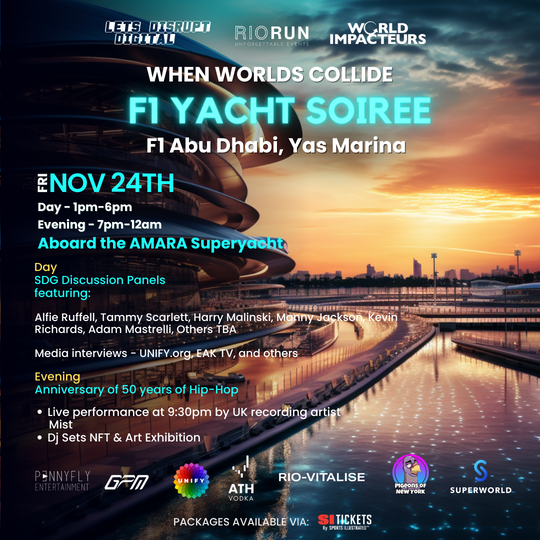 LETS DISRUPT
DIGITAL
RIORUN
UNFORGETTABLE EVENTS
WORLD
IMPACTEURS
WHEN WORLDS COLLIDE
F1 YACHT SOIREE
F1 Abu Dhabi, Yas Marina
FRI NOV 24TH
Day - 1pm-6pm
Evening - 7pm-12am
Aboard the AMARA Superyacht
Day
SDG Discussion Panels
featuring:
Alfie Ruffell, Tammy Scarlett, Harry Malinski, Manny Jackson, Kevin
Richards, Adam Mastrelli, Others TBA
Media interviews - UNIFY.org, EAK TV, and others
Evening
Anniversary of 50 years of Hip-Hop
• Live performance at 9:30pm by UK recording artist
Mist
• Dj Sets NFT & Art Exhibition
PENNYFLY
ENTERTAINMENT
GFM
UNIFY
ATH
VODKA
RIO-VITALISE
PIGEONS OF
NEW YORK
SUPERWORLD
PACKAGES AVAILABLE VIA: SI TICKETS
By SPORTS ILLUSTRATED